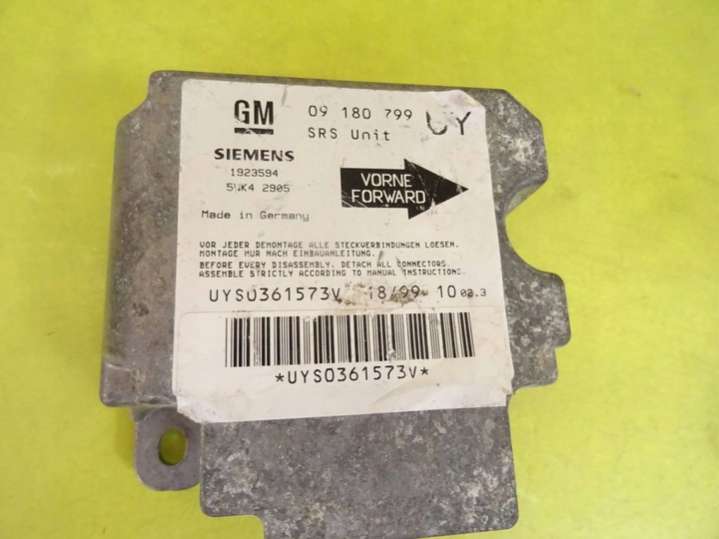 GM 09 180 799 UY
SRS Unit
SIEMENS
1923594
5WK4 2905
VORNE
FORWARD
Made in Germany
VOR JEDER DEMONTAGE ALLE STECKVERBINDUNGEN LOESEN.
MONTAGE NUR NACH EINBAUANLEITUNG.
BEFORE EVERY DISASSEMBLY, DETACH ALL CONNECTORS.
ASSEMBLE STRICTLY ACCORDING TO MANUAL INSTRUCTIONS.
UYS0361573V 18/99 10 02.3
*UYS0361573V*